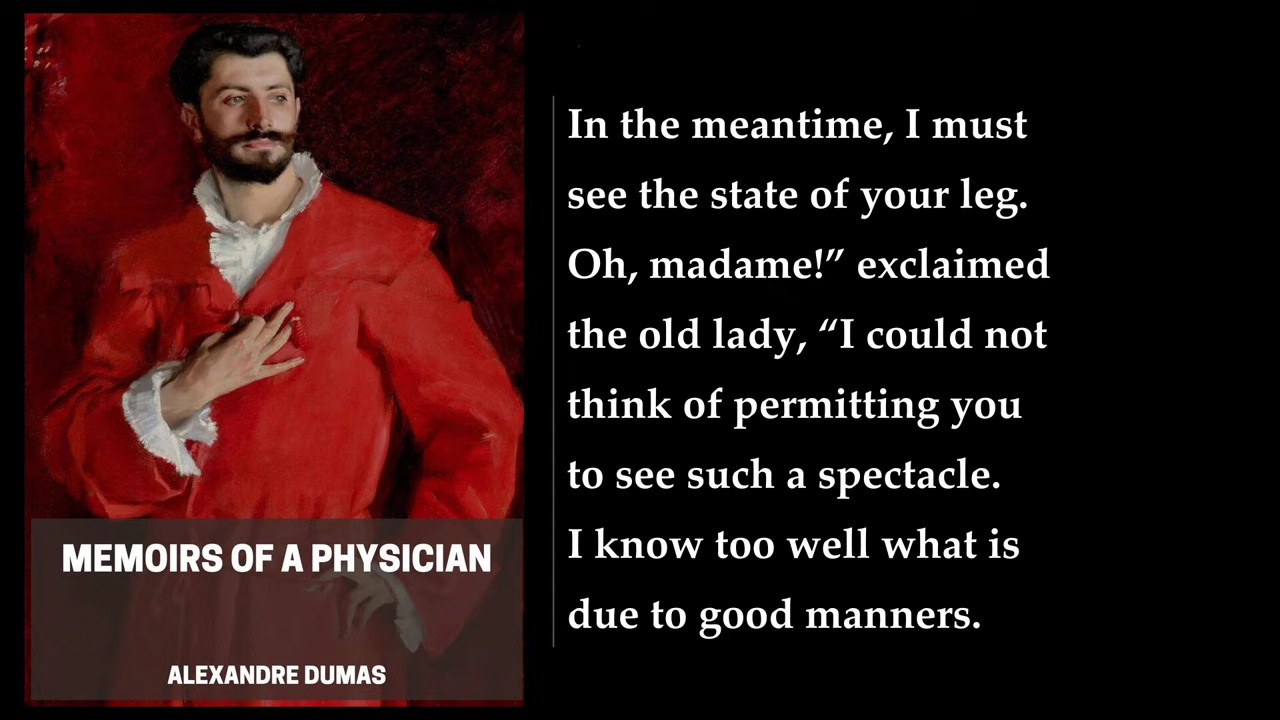 MEMOIRS OF A PHYSICIAN
ALEXANDRE DUMAS
In the meantime, I must
see the state of your leg.
Oh, madame!” exclaimed
the old lady, “I could not
think of permitting you
to see such a spectacle.
I know too well what is
due to good manners.